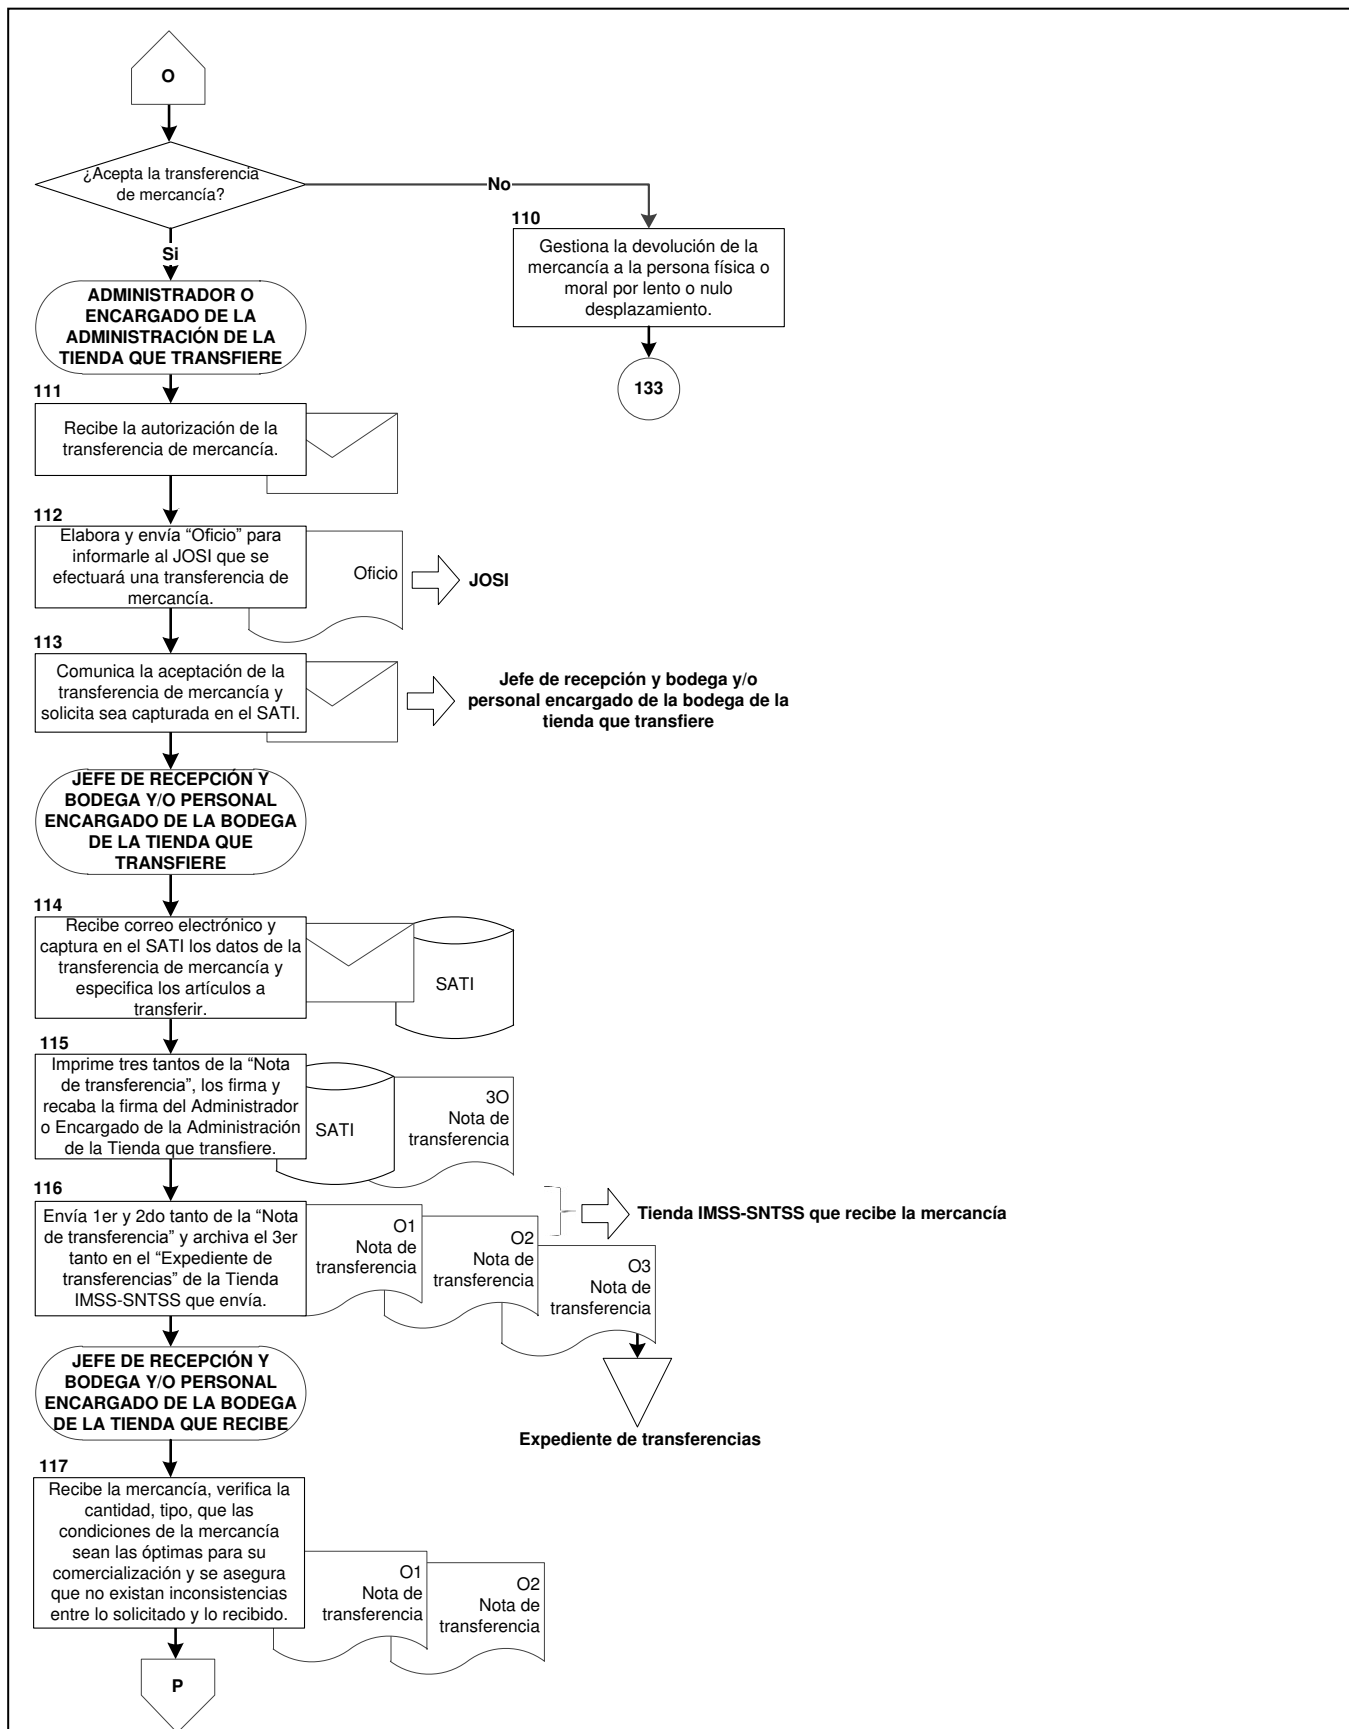 O
¿Acepta la transferencia
de mercancía?
No
Si
110
Gestiona la devolución de la
mercancía a la persona física o
moral por lento o nulo
desplazamiento.
133
ADMINISTRADOR O
ENCARGADO DE LA
ADMINISTRACIÓN DE LA
TIENDA QUE TRANSFIERE
111
Recibe la autorización de la
transferencia de mercancía.
112
Elabora y envía “Oficio” para
informarle al JOSI que se
efectuará una transferencia de
mercancía.
Oficio
JOSI
113
Comunica la aceptación de la
transferencia de mercancía y
solicita sea capturada en el SATI.
Jefe de recepción y bodega y/o
personal encargado de la bodega de la
tienda que transfiere
JEFE DE RECEPCIÓN Y
BODEGA Y/O PERSONAL
ENCARGADO DE LA BODEGA
DE LA TIENDA QUE
TRANSFIERE
114
Recibe correo electrónico y
captura en el SATI los datos de la
transferencia de mercancía y
especifica los artículos a
transferir.
SATI
115
Imprime tres tantos de la “Nota
de transferencia”, los firma y
recaba la firma del Administrador
o Encargado de la Administración
de la Tienda que transfiere.
SATI
3O
Nota de
transferencia
116
Envía 1er y 2do tanto de la “Nota
de transferencia” y archiva el 3er
tanto en el “Expediente de
transferencias” de la Tienda
IMSS-SNTSS que envía.
O1
Nota de
transferencia
O2
Nota de
transferencia
O3
Nota de
transferencia
Tienda IMSS-SNTSS que recibe la mercancía
Expediente de transferencias
JEFE DE RECEPCIÓN Y
BODEGA Y/O PERSONAL
ENCARGADO DE LA BODEGA
DE LA TIENDA QUE RECIBE
117
Recibe la mercancía, verifica la
cantidad, tipo, que las
condiciones de la mercancía
sean las óptimas para su
comercialización y se asegura
que no existan inconsistencias
entre lo solicitado y lo recibido.
O1
Nota de
transferencia
O2
Nota de
transferencia
P